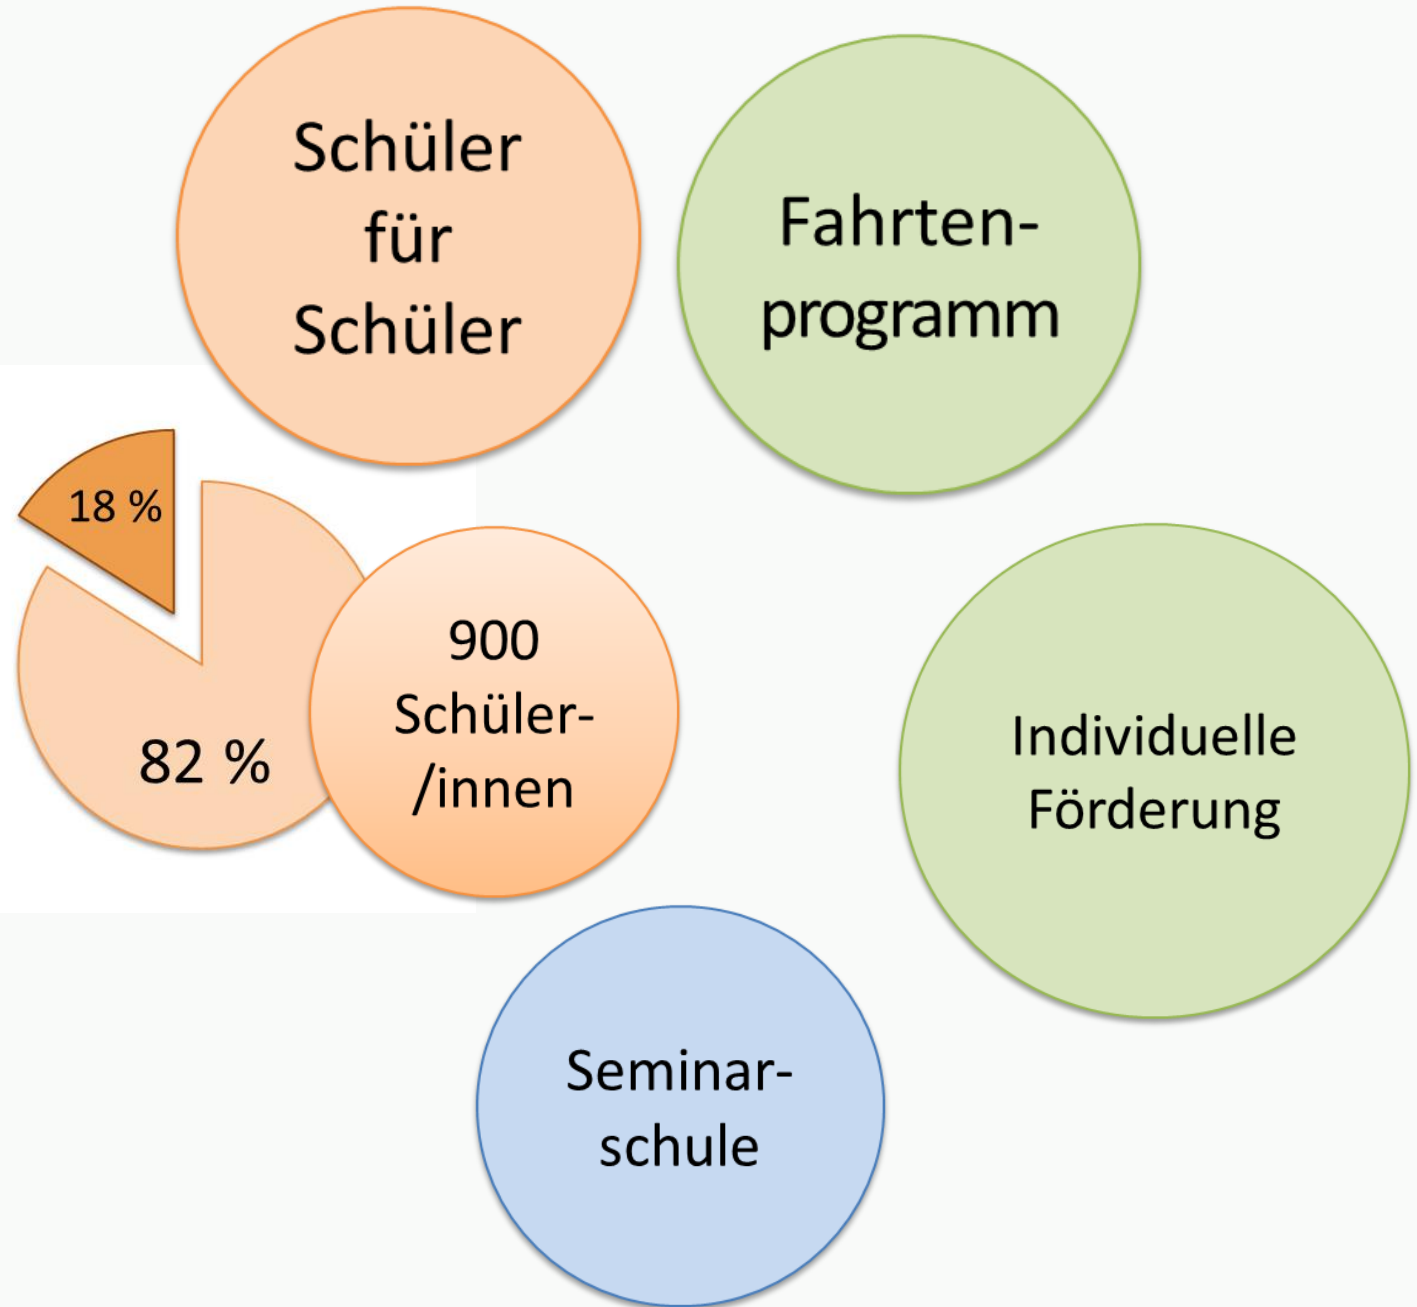 Schüler
für
Schüler
Fahrten-
programm
18 %
82 %
900
Schüler-
/innen
Individuelle
Förderung
Seminar-
schule